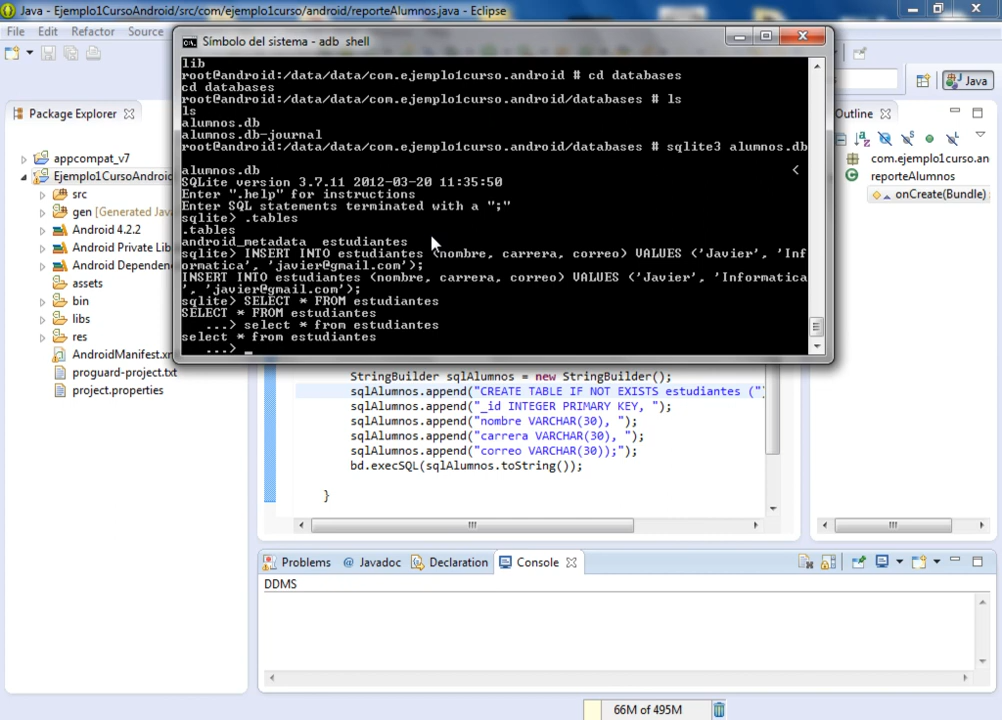 Java - Ejemplo1CursoAndroid/src/com/ejemplo1curso/android/reporteAlumnos.java - Eclipse
File Edit Refactor Source
Símbolo del sistema - adb shell
lib
root@android:/data/data/com.ejemplo1curso.android # cd databases
cd databases
root@android:/data/data/com.ejemplo1curso.android/databases # ls
ls
alumnos.db
alumnos.db-journal
root@android:/data/data/com.ejemplo1curso.android/databases # sqlite3 alumnos.db
alumnos.db <
SQLite version 3.7.11 2012-03-20 11:35:50
Enter ".help" for instructions
Enter SQL statements terminated with a ";"
sqlite> .tables
.tables
android_metadata estudiantes
sqlite> INSERT INTO estudiantes (nombre, carrera, correo) VALUES ('Javier', 'Inf
ormatica', 'javier@gmail.com');
INSERT INTO estudiantes (nombre, carrera, correo) VALUES ('Javier', 'Informatica
', 'javier@gmail.com');
sqlite> SELECT * FROM estudiantes
SELECT * FROM estudiantes
...> select * from estudiantes
select * from estudiantes
...>
Java
Package Explorer
appcompat_v7
Ejemplo1CursoAndroid
src
gen [Generated Java
Android 4.2.2
Android Private Lib
Android Dependen
assets
bin
libs
res
AndroidManifest.xm
proguard-project.txt
project.properties
StringBuilder sqlAlumnos = new StringBuilder();
sqlAlumnos.append("CREATE TABLE IF NOT EXISTS estudiantes (")
sqlAlumnos.append("_id INTEGER PRIMARY KEY, ");
sqlAlumnos.append("nombre VARCHAR(30), ");
sqlAlumnos.append("carrera VARCHAR(30), ");
sqlAlumnos.append("correo VARCHAR(30));");
bd.execSQL(sqlAlumnos.toString());
}
Outline
com.ejemplo1curso.an
reporteAlumnos
onCreate(Bundle)
Problems @ Javadoc Declaration Console
DDMS
66M of 495M